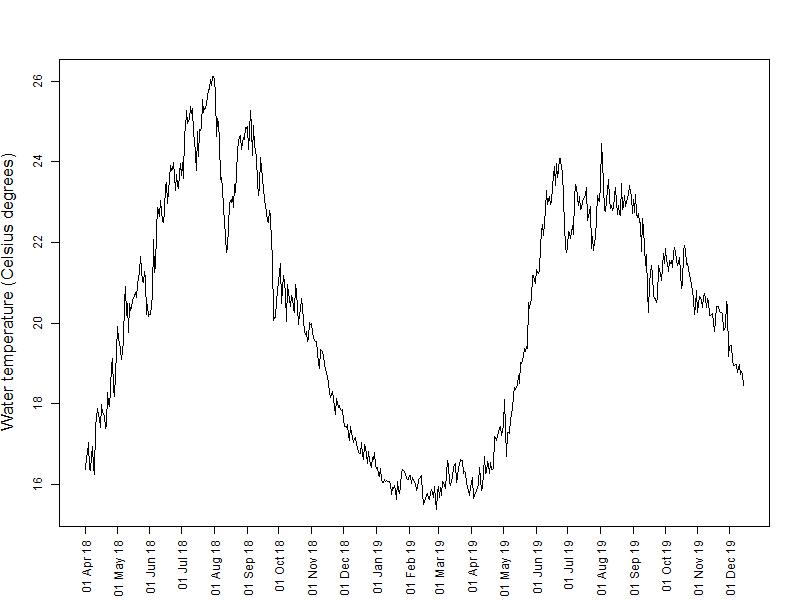 Water temperature (Celsius degrees)
26
24
22
20
18
16
01 Apr 18
01 May 18
01 Jun 18
01 Jul 18
01 Aug 18
01 Sep 18
01 Oct 18
01 Nov 18
01 Dec 18
01 Jan 19
01 Feb 19
01 Mar 19
01 Apr 19
01 May 19
01 Jun 19
01 Jul 19
01 Aug 19
01 Sep 19
01 Oct 19
01 Nov 19
01 Dec 19